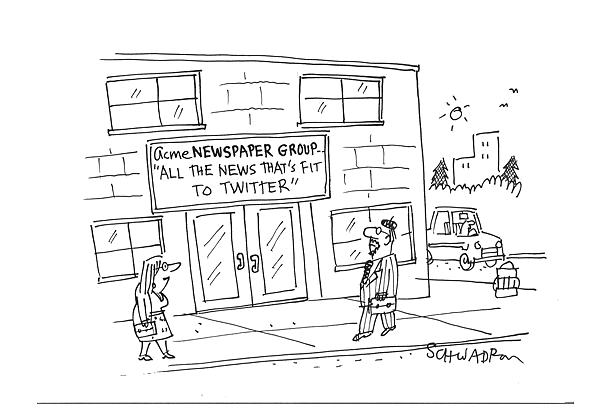 acme NEWSPAPER GROUP--
"ALL THE NEWS THAT'S FIT
TO TWITTER"
SCHWADRON